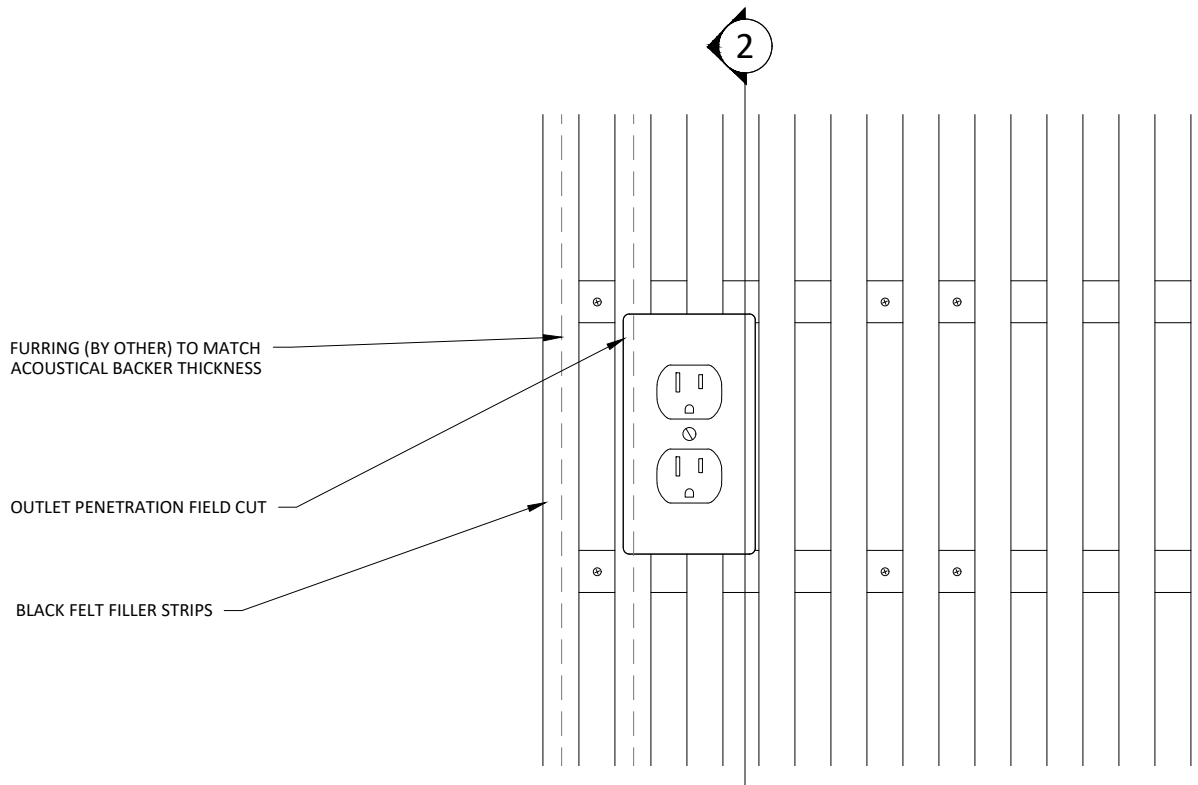 2
FURRING (BY OTHER) TO MATCH
ACOUSTICAL BACKER THICKNESS
OUTLET PENETRATION FIELD CUT
BLACK FELT FILLER STRIPS